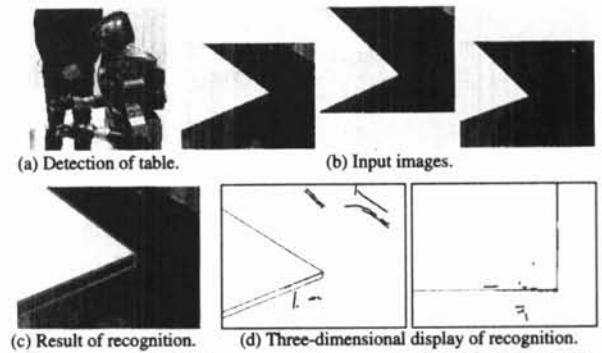 (a) Detection of table.
(b) Input images.
(c) Result of recognition.
(d) Three-dimensional display of recognition.